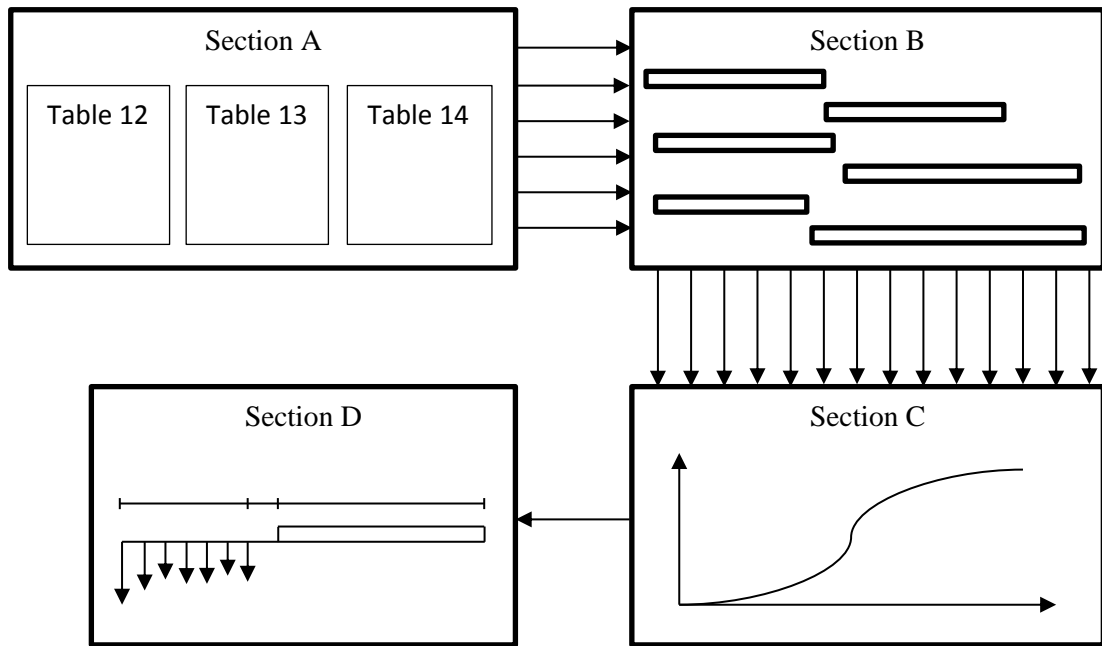 Section A
Table 12
Table 13
Table 14
Section B
Section D
Section C